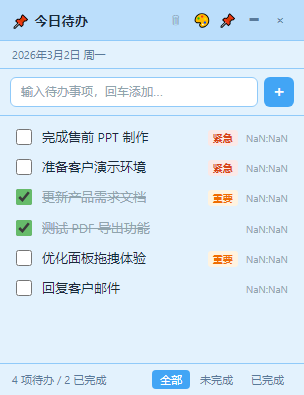 今日待办
2026年3月2日 周一
输入待办事项，回车添加...
+
完成售前 PPT 制作 紧急 NaN:NaN
准备客户演示环境 紧急 NaN:NaN
更新产品需求文档 重要 NaN:NaN
测试 PDF 导出功能 NaN:NaN
优化面板拖拽体验 重要 NaN:NaN
回复客户邮件 NaN:NaN
4 项待办 / 2 已完成 全部 未完成 已完成